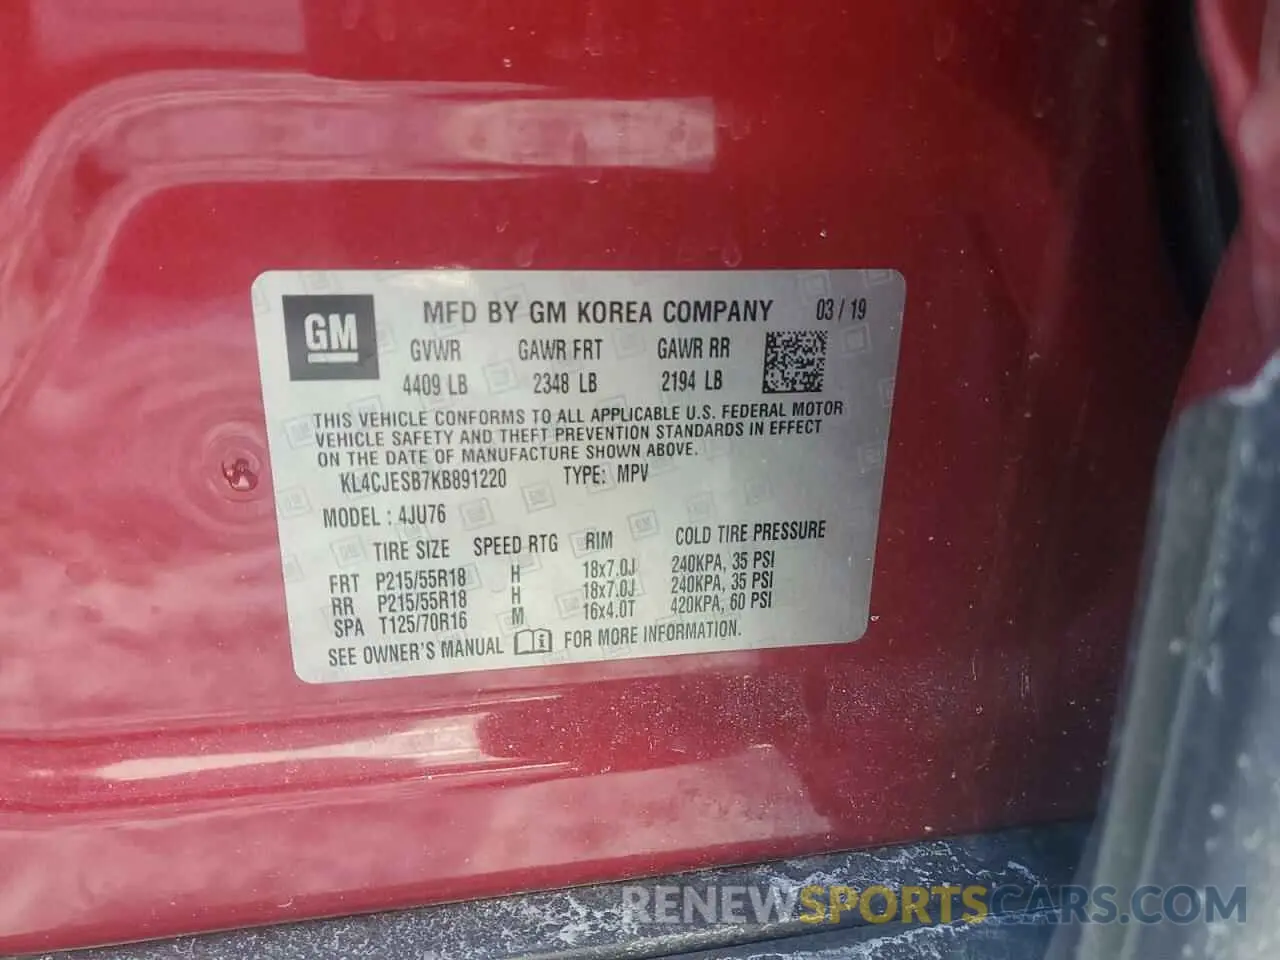 GM
MFD BY GM KOREA COMPANY 03/19
GVWR GAWR FRT GAWR RR
4409 LB 2348 LB 2194 LB
THIS VEHICLE CONFORMS TO ALL APPLICABLE U.S. FEDERAL MOTOR
VEHICLE SAFETY AND THEFT PREVENTION STANDARDS IN EFFECT
ON THE DATE OF MANUFACTURE SHOWN ABOVE.
KL4CJESB7KB891220 TYPE: MPV
MODEL : 4JU76
TIRE SIZE SPEED RTG RIM COLD TIRE PRESSURE
FRT P215/55R18 H 18x7.0J 240KPA, 35 PSI
RR P215/55R18 H 18x7.0J 240KPA, 35 PSI
SPA T125/70R16 M 16x4.0T 420KPA, 60 PSI
SEE OWNER'S MANUAL FOR MORE INFORMATION.
RENEWSPORTSCARS.COM